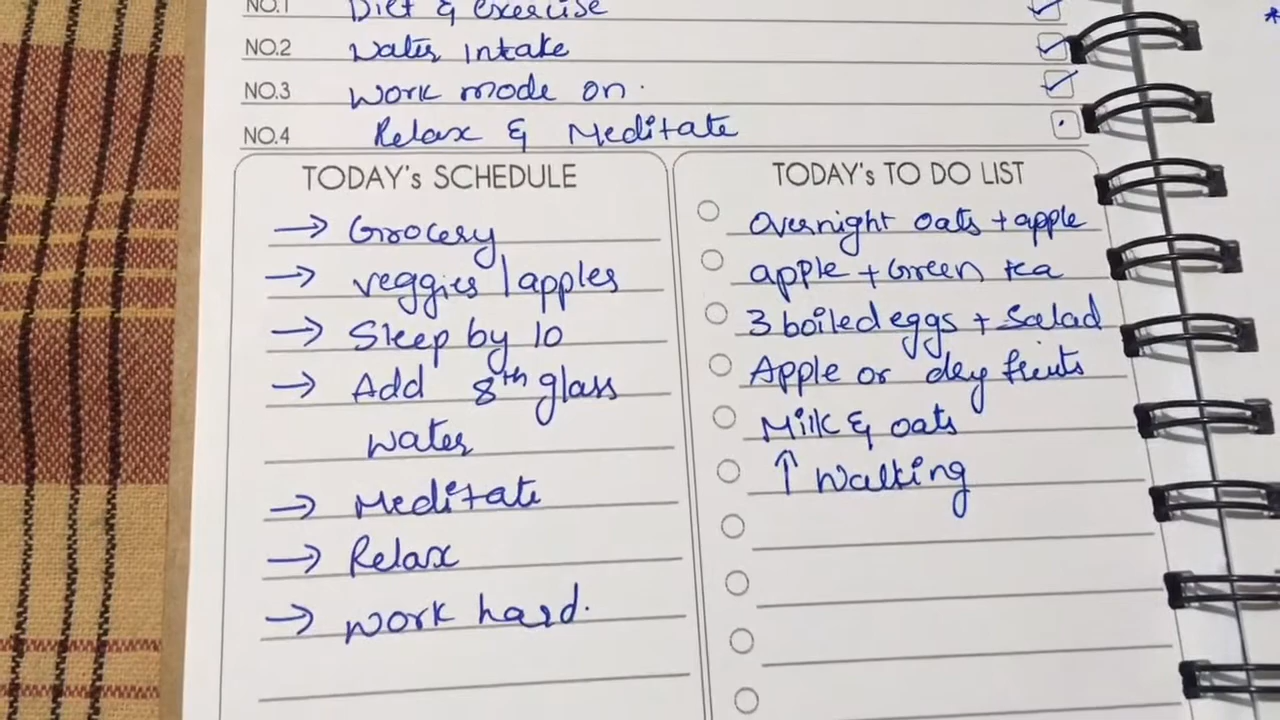 NO.1 Diet & exercise
NO.2 Water Intake
NO.3 Work mode on.
NO.4 Relax & Meditate
TODAY's SCHEDULE
→ Grocery
→ veggies | apples
→ Sleep by 10
→ Add 8th glass
water
→ Meditate
→ Relax
→ work hard.
TODAY's TO DO LIST
Overnight oats + apple
apple + Green tea
3 boiled eggs + Salad
Apple or dry fruits
Milk & oats
↑ Walking
*